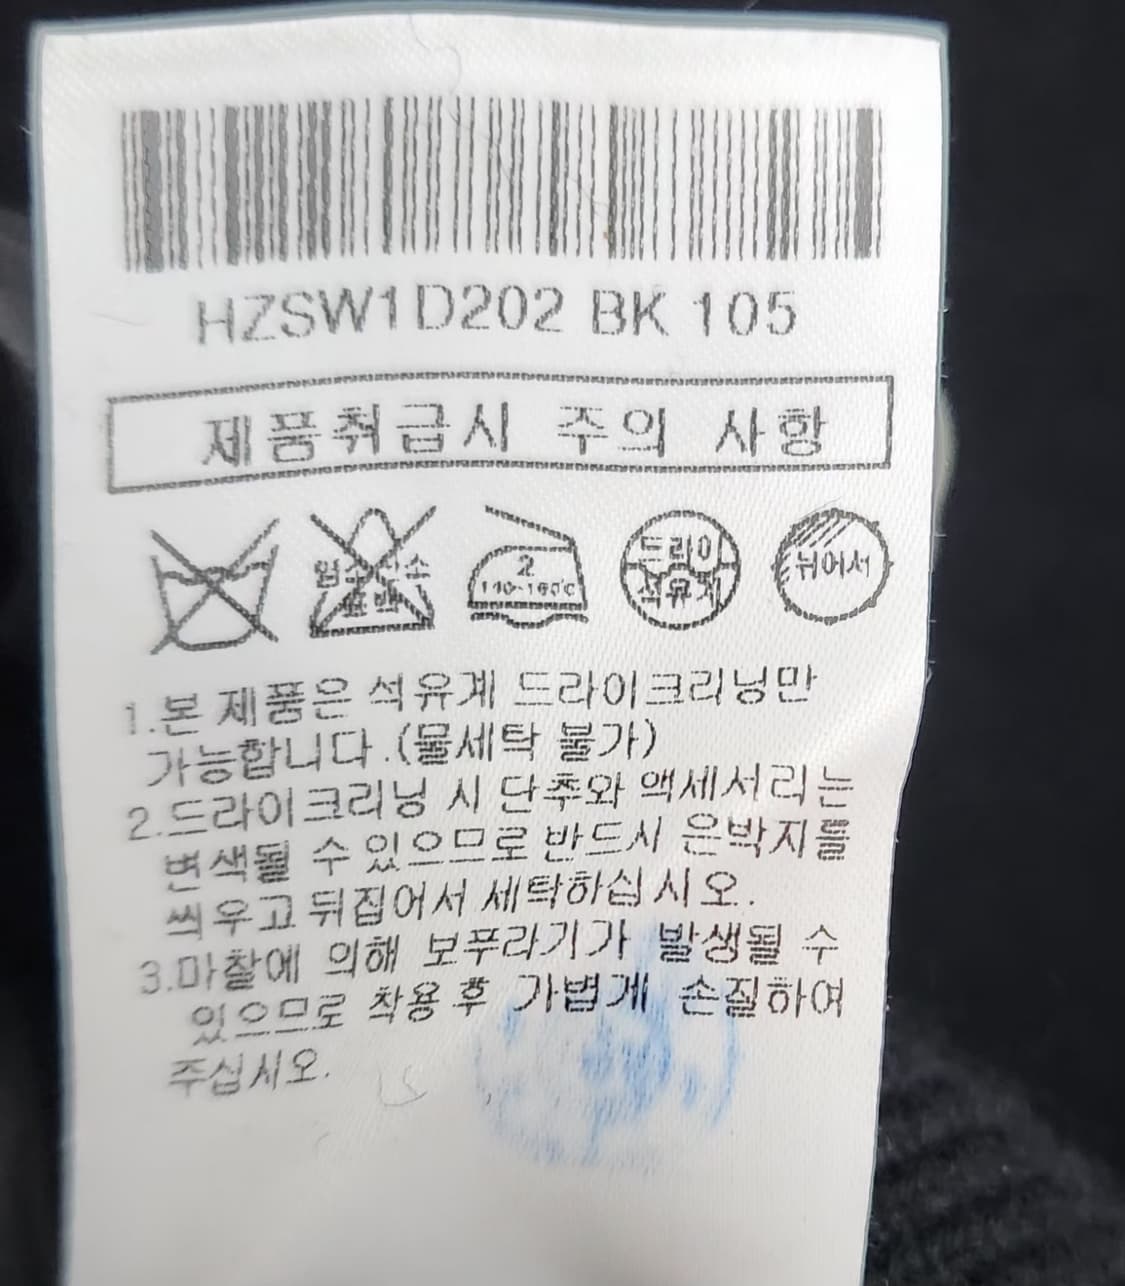 HZSW1D202 BK 105
제품취급시 주의 사항
2
140~160℃
드라이
석유계
뉘어서
1.본 제품은 석유계 드라이크리닝만
가능합니다.(물세탁 불가)
2.드라이크리닝 시 단추와 액세서리는
변색될 수 있으므로 반드시 은박지를
씌우고 뒤집어서 세탁하십시오.
3.마찰에 의해 보푸라기가 발생될 수
있으므로 착용 후 가볍게 손질하여
주십시오.